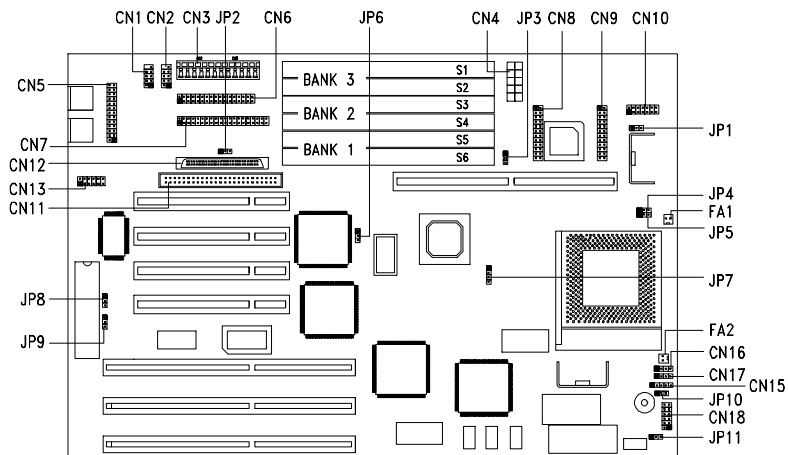 CN1 CN2 CN3 JP2 CN6 JP6 CN4 JP3 CN8 CN9 CN10
CN5
BANK 3 S1
S2
BANK 2 S3
S4
BANK 1 S5
S6
CN7
JP1
CN12
CN13
CN11
JP4
FA1
JP5
JP7
JP8
JP9
FA2
CN16
CN17
CN15
JP10
CN18
JP11